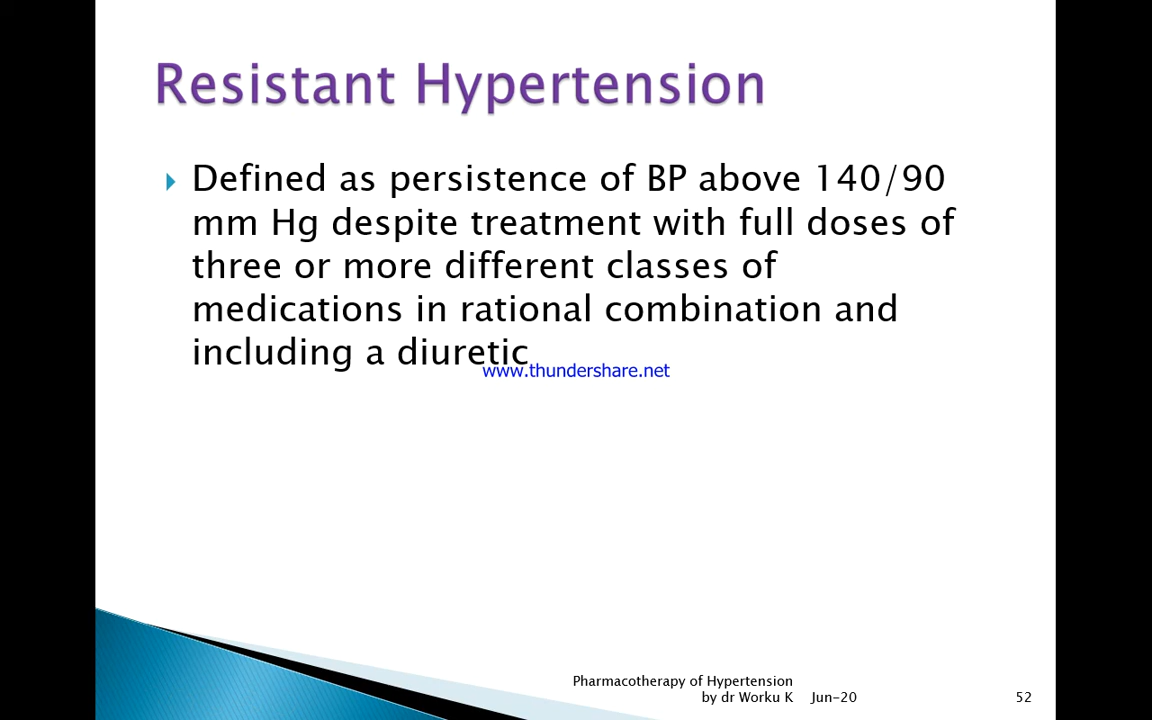 Resistant Hypertension
Defined as persistence of BP above 140/90
mm Hg despite treatment with full doses of
three or more different classes of
medications in rational combination and
including a diuretic
www.thundershare.net
Pharmacotherapy of Hypertension
by dr Worku K Jun-20 52